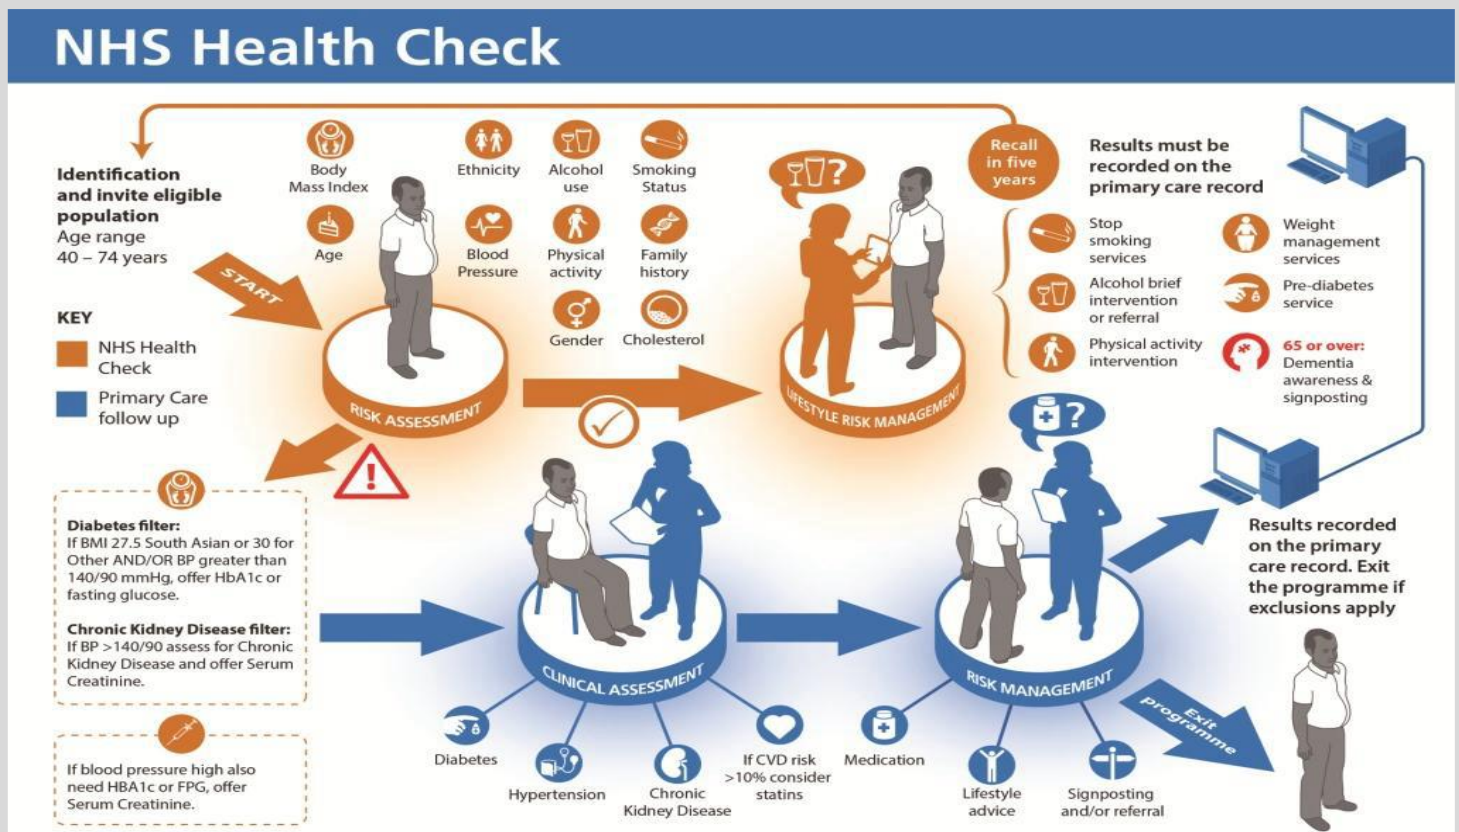 NHS Health Check
Identification
and invite eligible
population
Age range
40 – 74 years
START
KEY
NHS Health
Check
Primary Care
follow up
Body
Mass Index
Ethnicity
Alcohol
use
Smoking
Status
Age
Blood
Pressure
Physical
activity
Family
history
Gender
Cholesterol
RISK ASSESSMENT
?
LIFESTYLE RISK MANAGEMENT
Recall
in five
years
Results must be
recorded on the
primary care record
Stop
smoking
services
Weight
management
services
Alcohol brief
intervention
or referral
Pre-diabetes
service
Physical activity
intervention
65 or over:
Dementia
awareness &
signposting
!
Diabetes filter:
If BMI 27.5 South Asian or 30 for
Other AND/OR BP greater than
140/90 mmHg, offer HbA1c or
fasting glucose.
Chronic Kidney Disease filter:
If BP >140/90 assess for Chronic
Kidney Disease and offer Serum
Creatinine.
If blood pressure high also
need HBA1c or FPG, offer
Serum Creatinine.
CLINICAL ASSESSMENT
Diabetes
Hypertension
Chronic
Kidney Disease
If CVD risk
>10% consider
statins
?
RISK MANAGEMENT
Medication
Lifestyle
advice
Signposting
and/or referral
Results recorded
on the primary
care record. Exit
the programme if
exclusions apply
Exit
programme